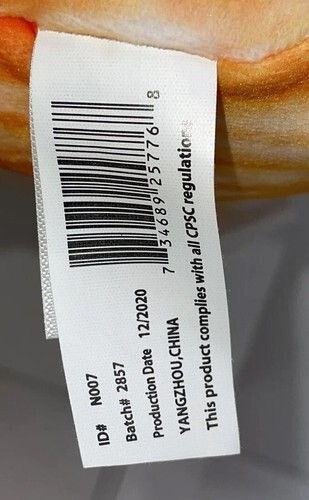 7 34689 25776 8
ID# N007
Batch# 2857
Production Date 12/2020
YANGZHOU,CHINA
This product complies with all CPSC regulations